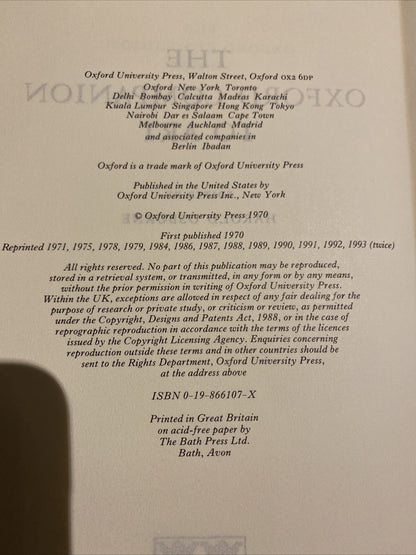 Oxford University Press, Walton Street, Oxford OX2 6DP
Oxford New York Toronto
Delhi Bombay Calcutta Madras Karachi
Kuala Lumpur Singapore Hong Kong Tokyo
Nairobi Dar es Salaam Cape Town
Melbourne Auckland Madrid
and associated companies in
Berlin Ibadan
Oxford is a trade mark of Oxford University Press
Published in the United States by
Oxford University Press Inc., New York
© Oxford University Press 1970
First published 1970
Reprinted 1971, 1975, 1978, 1979, 1984, 1986, 1987, 1988, 1989, 1990, 1991, 1992, 1993 (twice)
All rights reserved. No part of this publication may be reproduced,
stored in a retrieval system, or transmitted, in any form or by any means,
without the prior permission in writing of Oxford University Press.
Within the UK, exceptions are allowed in respect of any fair dealing for the
purpose of research or private study, or criticism or review, as permitted
under the Copyright, Designs and Patents Act, 1988, or in the case of
reprographic reproduction in accordance with the terms of the licences
issued by the Copyright Licensing Agency. Enquiries concerning
reproduction outside these terms and in other countries should be
sent to the Rights Department, Oxford University Press,
at the address above
ISBN 0-19-866107-X
Printed in Great Britain
on acid-free paper by
The Bath Press Ltd.
Bath, Avon